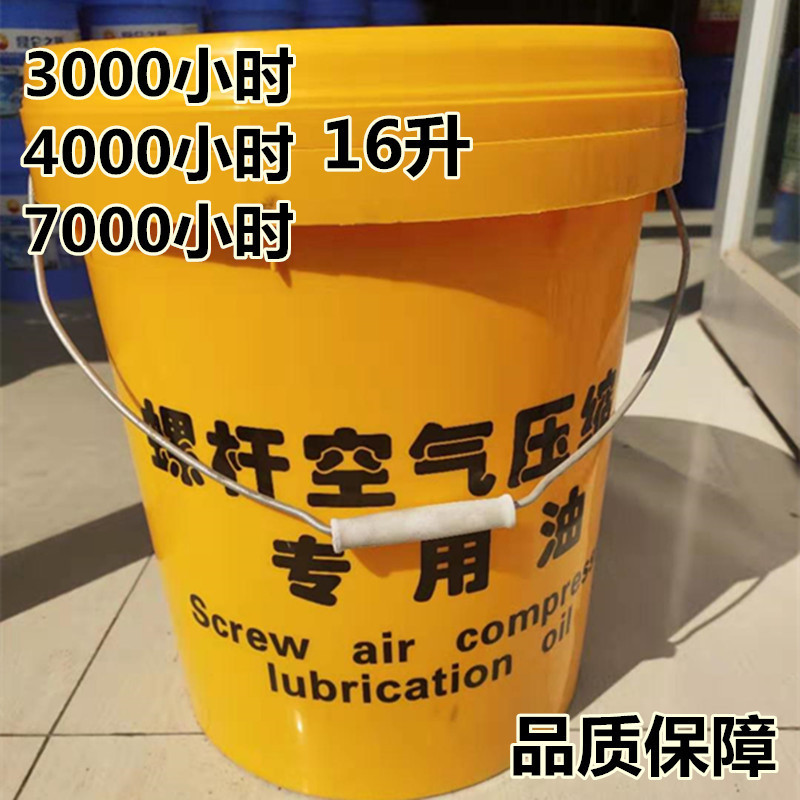 3000小时
4000小时 16升
7000小时
螺杆空气压缩
专用油
Screw air compress
lubrication oil
品质保障